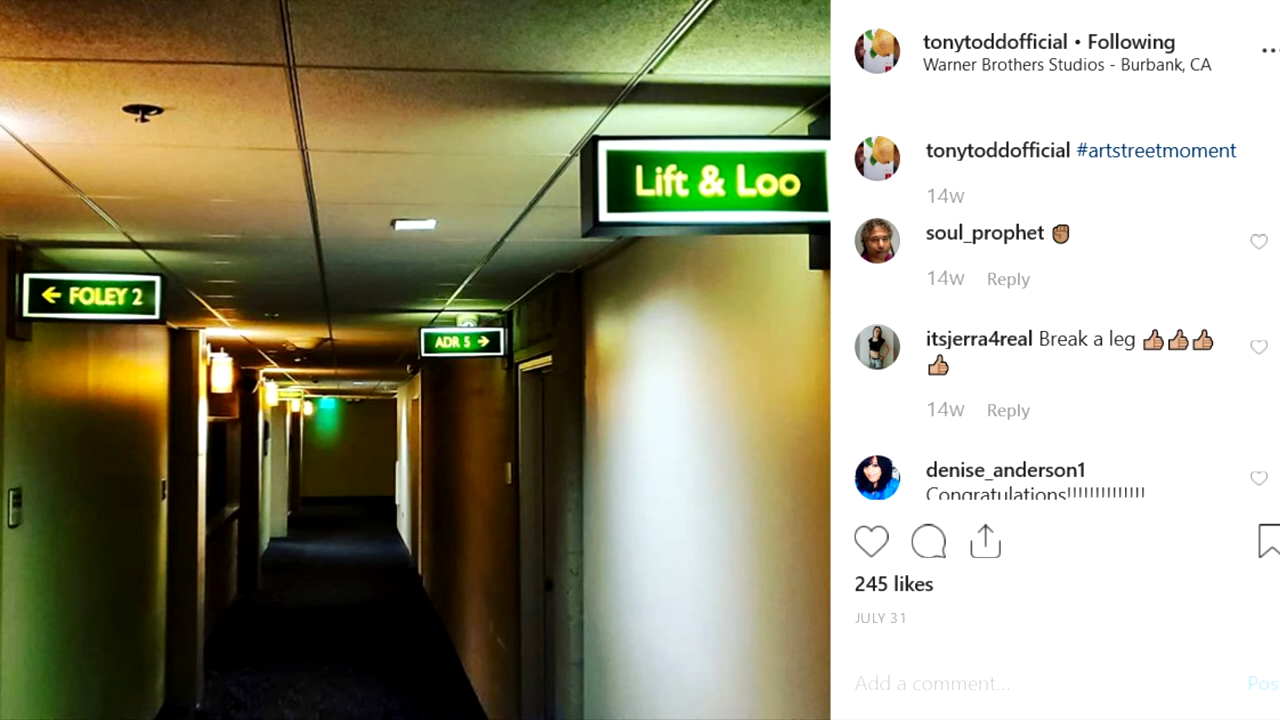 Lift & Loo
← FOLEY 2
ADR 5 →
tonytoddofficial • Following
Warner Brothers Studios - Burbank, CA
tonytoddofficial #artstreetmoment
14w
soul_prophet ✊🏽
14w Reply
itsjerra4real Break a leg 👍🏼👍🏼👍🏼
👍🏼
14w Reply
denise_anderson1
Congratulations!!!!!!!!!!!!!!
245 likes
JULY 31
Add a comment...
Pos